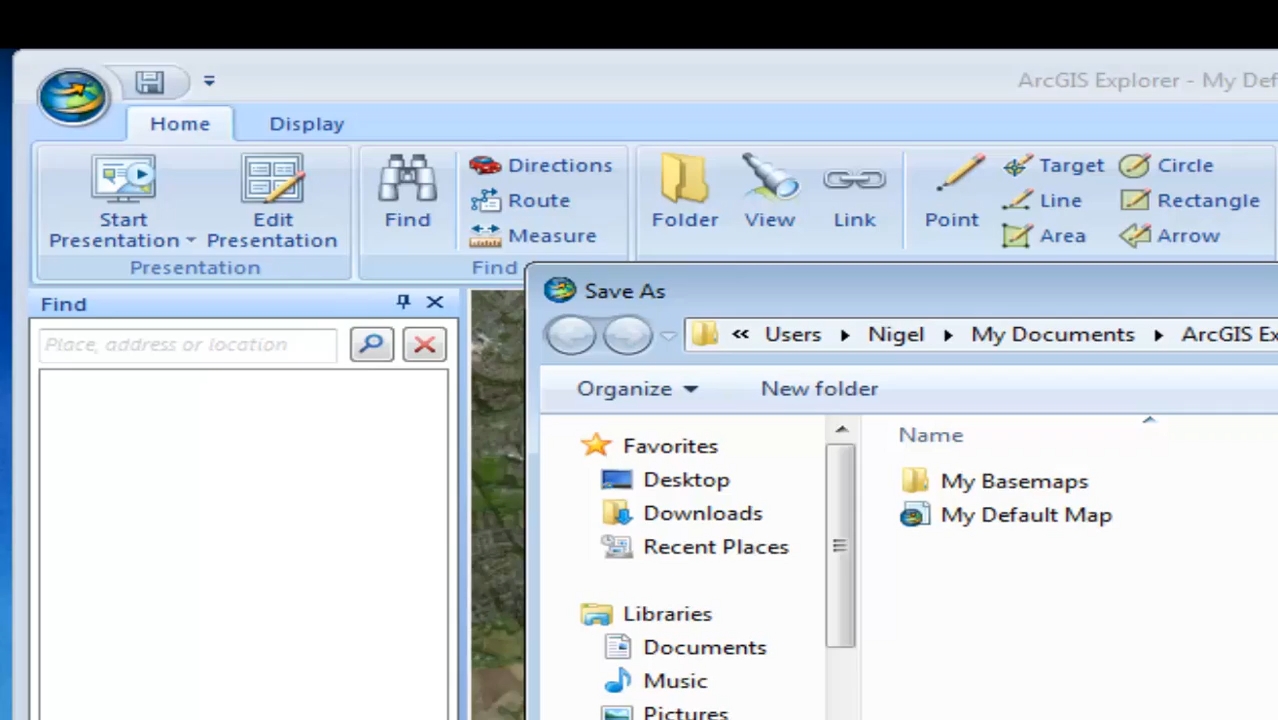 ArcGIS Explorer - My Def
Home Display
Start Presentation
Edit Presentation
Presentation
Find
Directions
Route
Measure
Find
Folder
View
Link
Point
Target
Line
Area
Circle
Rectangle
Arrow
Find
Place, address or location
Save As
« Users Nigel My Documents ArcGIS Ex
Organize New folder
Favorites
Desktop
Downloads
Recent Places
Libraries
Documents
Music
Pictures
Name
My Basemaps
My Default Map